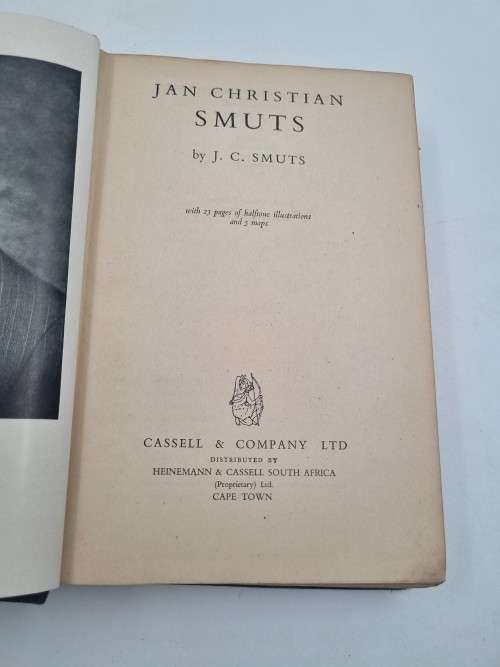 JAN CHRISTIAN
SMUTS
by J. C. SMUTS
with 23 pages of halftone illustrations
and 5 maps
CASSELL & COMPANY LTD
DISTRIBUTED BY
HEINEMANN & CASSELL SOUTH AFRICA
(Proprietary) Ltd.
CAPE TOWN